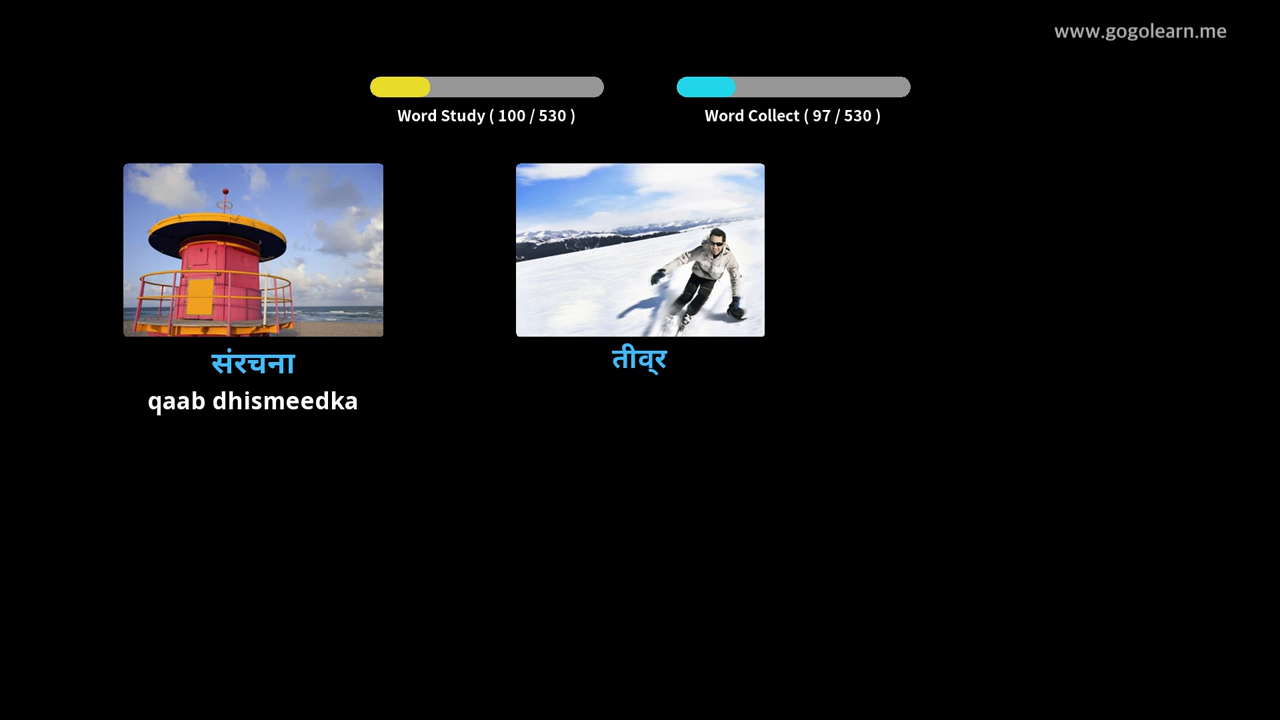 www.gogolearn.me
Word Study ( 100 / 530 )
Word Collect ( 97 / 530 )
संरचना
qaab dhismeedka
तीव्र